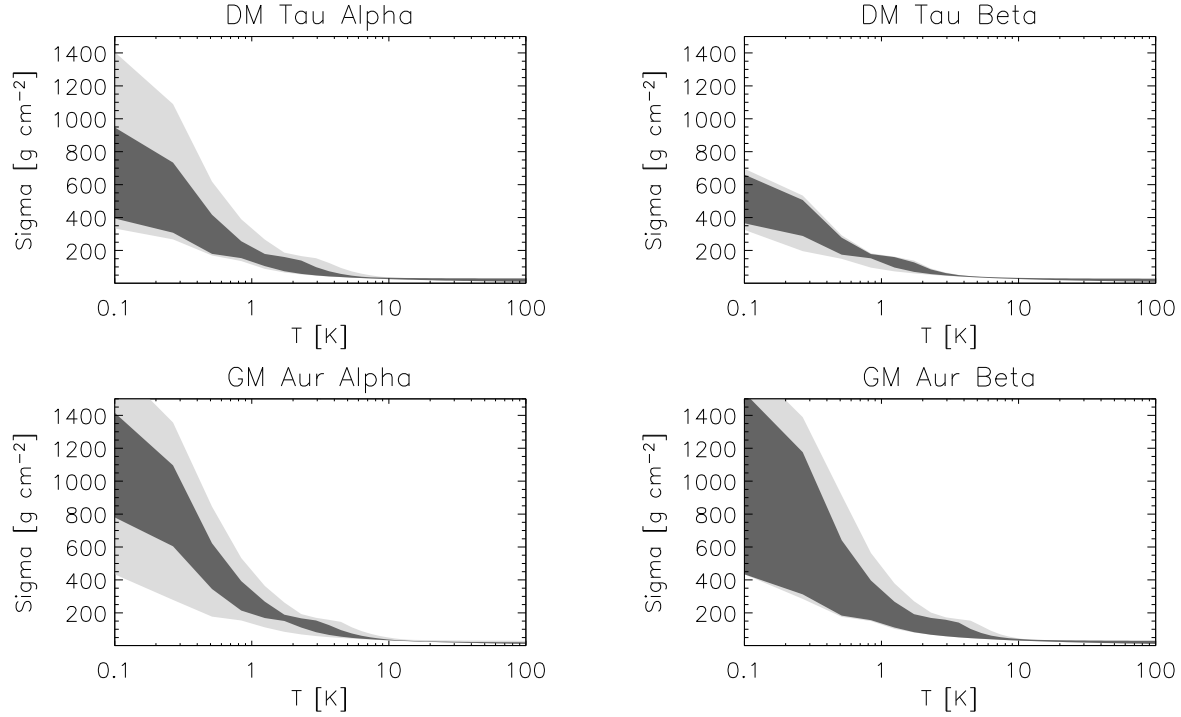 DM Tau Alpha
1400
1200
1000
800
600
400
200
Sigma [g cm⁻²]
0.1 1 10 100
T [K]
DM Tau Beta
1400
1200
1000
800
600
400
200
Sigma [g cm⁻²]
0.1 1 10 100
T [K]
GM Aur Alpha
1400
1200
1000
800
600
400
200
Sigma [g cm⁻²]
0.1 1 10 100
T [K]
GM Aur Beta
1400
1200
1000
800
600
400
200
Sigma [g cm⁻²]
0.1 1 10 100
T [K]